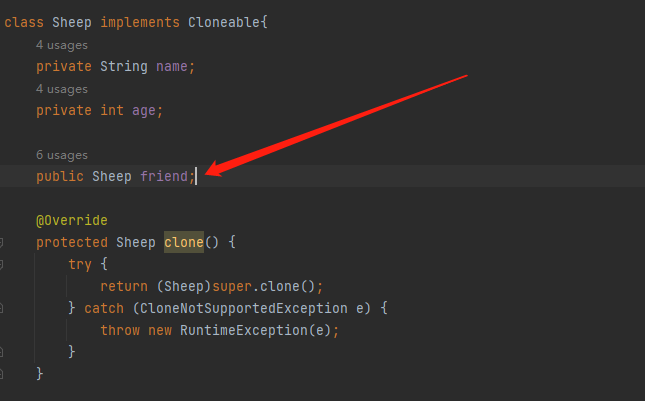 class Sheep implements Cloneable{
4 usages
private String name;
4 usages
private int age;
6 usages
public Sheep friend;
@Override
protected Sheep clone() {
try {
return (Sheep)super.clone();
} catch (CloneNotSupportedException e) {
throw new RuntimeException(e);
}
}